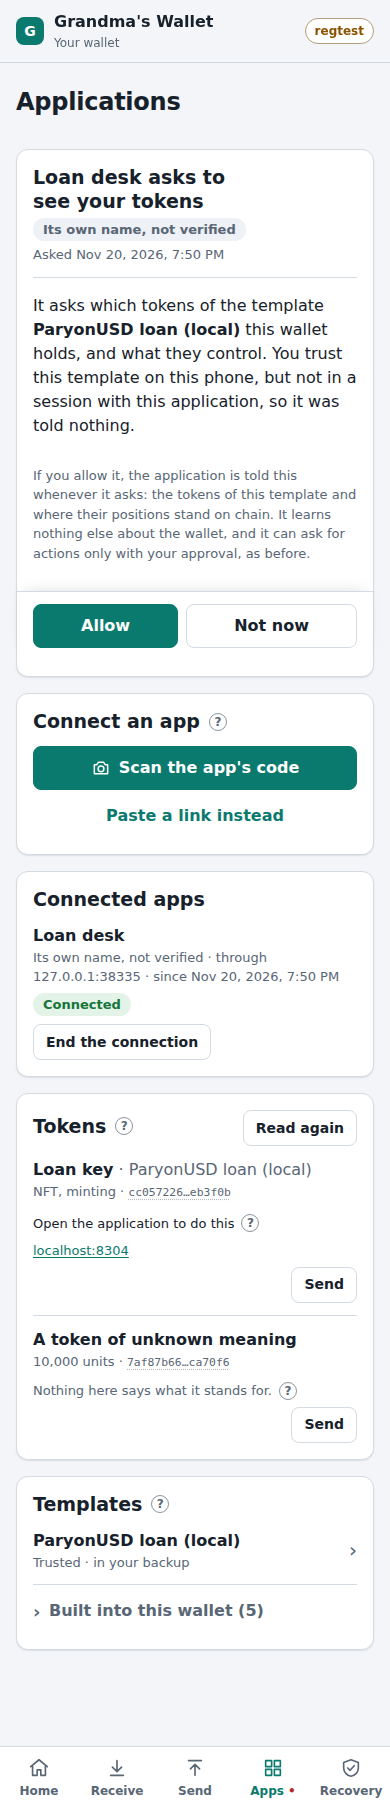 G
Grandma's Wallet
Your wallet
regtest
Applications
Loan desk asks to
see your tokens
Its own name, not verified
Asked Nov 20, 2026, 7:50 PM
It asks which tokens of the template
ParyonUSD loan (local) this wallet
holds, and what they control. You trust
this template on this phone, but not in a
session with this application, so it was
told nothing.
If you allow it, the application is told this
whenever it asks: the tokens of this template and
where their positions stand on chain. It learns
nothing else about the wallet, and it can ask for
actions only with your approval, as before.
Allow
Not now
Connect an app ?
Scan the app's code
Paste a link instead
Connected apps
Loan desk
Its own name, not verified · through
127.0.0.1:38335 · since Nov 20, 2026, 7:50 PM
Connected
End the connection
Tokens ?
Read again
Loan key · ParyonUSD loan (local)
NFT, minting · cc057226…eb3f0b
Open the application to do this ?
localhost:8304
Send
A token of unknown meaning
10,000 units · 7af87b66…ca70f6
Nothing here says what it stands for. ?
Send
Templates ?
ParyonUSD loan (local)
Trusted · in your backup
›
› Built into this wallet (5)
Home
Receive
Send
Apps •
Recovery